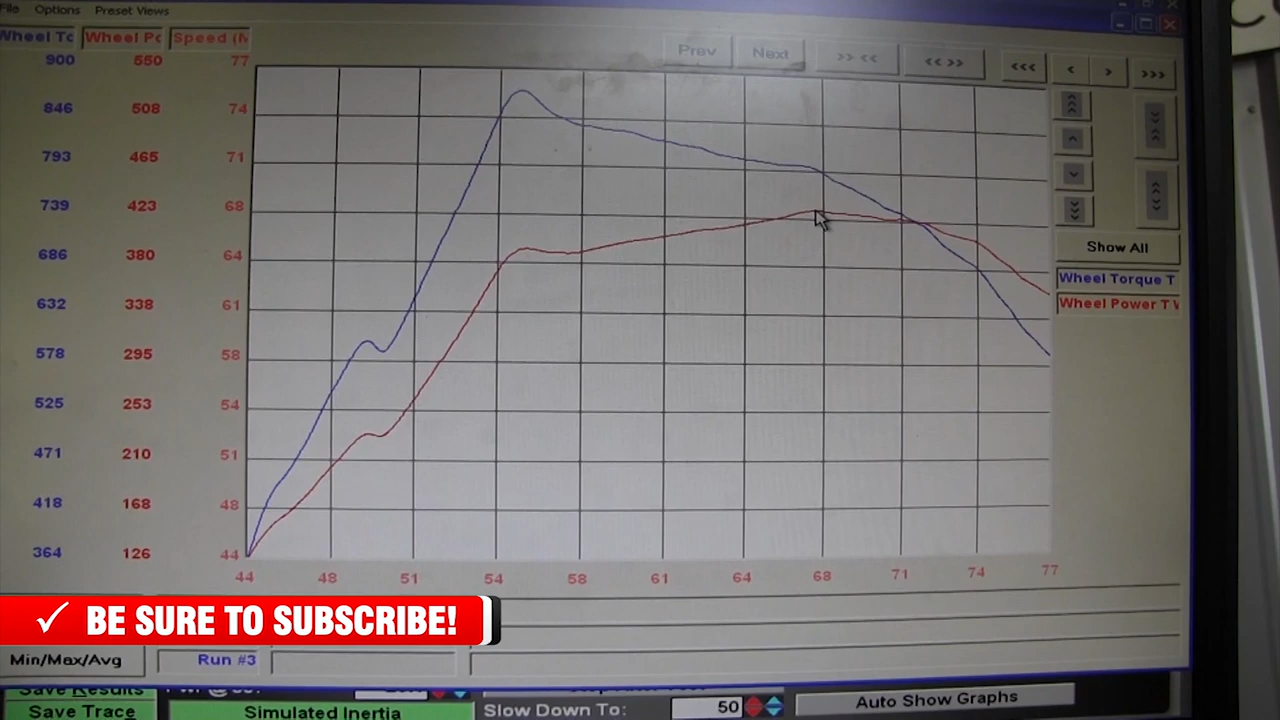 File Options Preset Views
Wheel Tc Wheel Pc Speed (M
Prev Next >> << << >> <<< < > >>>
900 550 77
846 508 74
793 465 71
739 423 68
686 380 64
632 338 61
578 295 58
525 253 54
471 210 51
418 168 48
364 126 44
Show All
Wheel Torque T
Wheel Power T W
44 48 51 54 58 61 64 68 71 74 77
✓ BE SURE TO SUBSCRIBE!
Min/Max/Avg Run #3
Save Results
Save Trace Simulated Inertia Slow Down To: 50 Auto Show Graphs